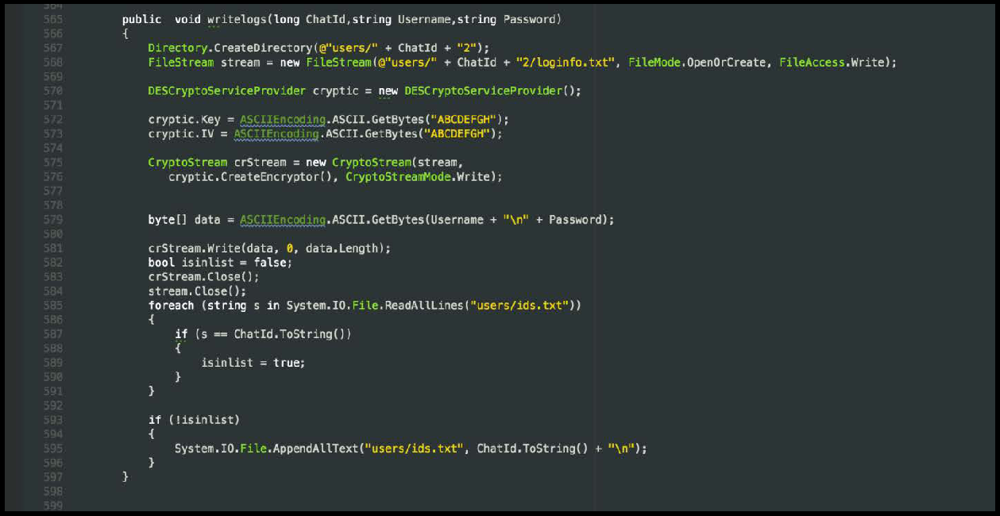 564
565 public  void writelogs(long ChatId,string Username,string Password)
566 {
567 Directory.CreateDirectory(@"users/" + ChatId + "2");
568 FileStream stream = new FileStream(@"users/" + ChatId + "2/loginfo.txt", FileMode.OpenOrCreate, FileAccess.Write);
569
570 DESCryptoServiceProvider cryptic = new DESCryptoServiceProvider();
571
572 cryptic.Key = ASCIIEncoding.ASCII.GetBytes("ABCDEFGH");
573 cryptic.IV = ASCIIEncoding.ASCII.GetBytes("ABCDEFGH");
574
575 CryptoStream crStream = new CryptoStream(stream,
576 cryptic.CreateEncryptor(), CryptoStreamMode.Write);
577
578
579 byte[] data = ASCIIEncoding.ASCII.GetBytes(Username + "\n" + Password);
580
581 crStream.Write(data, 0, data.Length);
582 bool isinlist = false;
583 crStream.Close();
584 stream.Close();
585 foreach (string s in System.IO.File.ReadAllLines("users/ids.txt"))
586 {
587 if (s == ChatId.ToString())
588 {
589 isinlist = true;
590 }
591 }
592
593 if (!isinlist)
594 {
595 System.IO.File.AppendAllText("users/ids.txt", ChatId.ToString() + "\n");
596 }
597 }
598
599